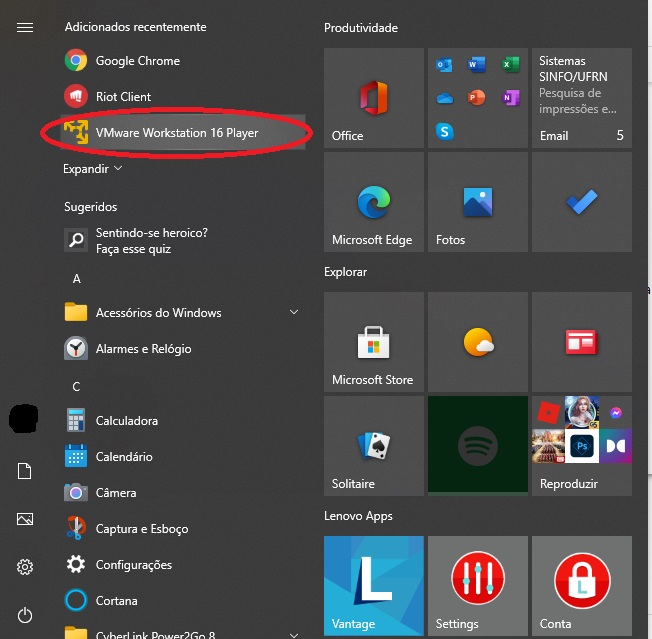 Adicionados recentemente
Google Chrome
Riot Client
VMware Workstation 16 Player
Expandir
Sugeridos
Sentindo-se heroico?
Faça esse quiz
A
Acessórios do Windows
Alarmes e Relógio
C
Calculadora
Calendário
Câmera
Captura e Esboço
Configurações
Cortana
CyberLink Power2Go 8
Produtividade
Office
Sistemas
SINFO/UFRN
Pesquisa de
impressões e...
Email 5
Microsoft Edge
Fotos
Explorar
Microsoft Store
Solitaire
Ps
Reproduzir
Lenovo Apps
L
Vantage
Settings
Conta